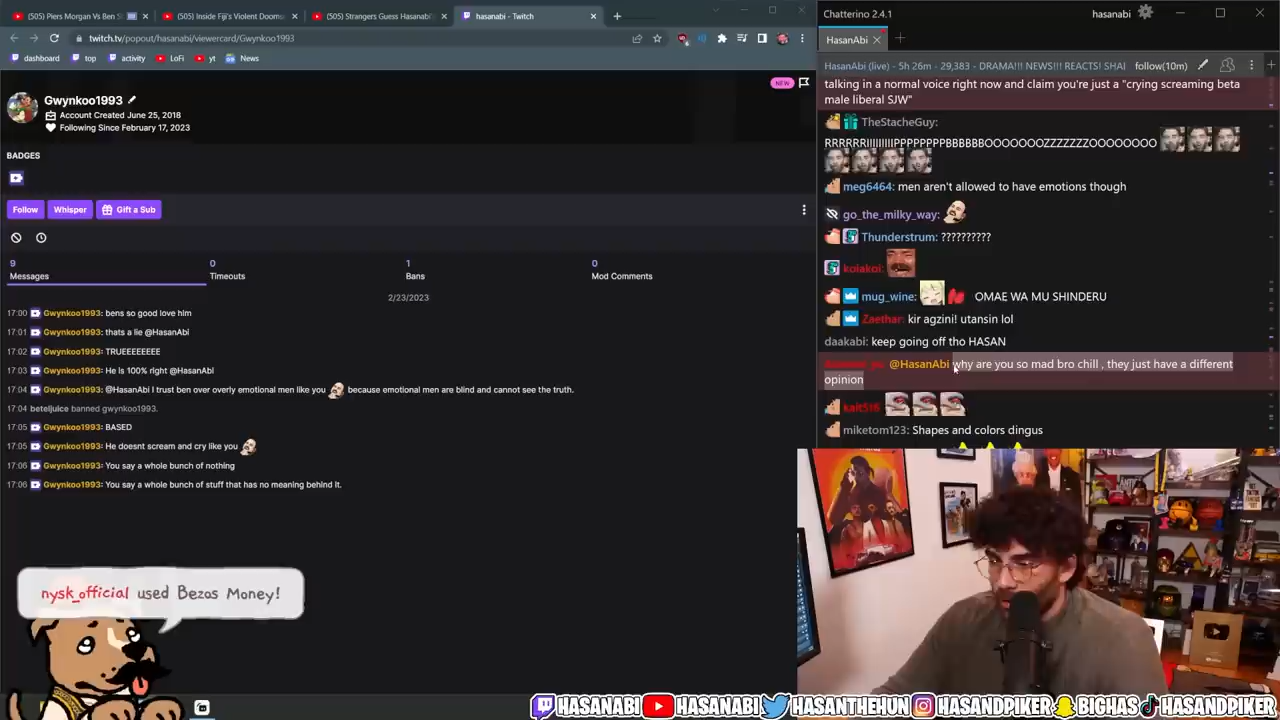 (505) Piers Morgan Vs Ben S
(505) Inside Fiji's Violent Doom
(505) Strangers Guess Hasanabi'
hasanabi - Twitch
twitch.tv/popout/hasanabi/viewercard/Gwynkoo1993
dashboard top activity LoFi yt News
NEW
Gwynkoo1993
Account Created June 25, 2018
Following Since February 17, 2023
BADGES
Follow Whisper Gift a Sub
9 0 1 0
Messages Timeouts Bans Mod Comments
2/23/2023
17:00 Gwynkoo1993: bens so good love him
17:01 Gwynkoo1993: thats a lie @HasanAbi
17:02 Gwynkoo1993: TRUEEEEEEE
17:03 Gwynkoo1993: He is 100% right @HasanAbi
17:04 Gwynkoo1993: @HasanAbi I trust ben over overly emotional men like you because emotional men are blind and cannot see the truth.
17:04 beteljuice banned gwynkoo1993.
17:05 Gwynkoo1993: BASED
17:05 Gwynkoo1993: He doesnt scream and cry like you
17:06 Gwynkoo1993: You say a whole bunch of nothing
17:06 Gwynkoo1993: You say a whole bunch of stuff that has no meaning behind it.
nysk_official used Bezos Money!
Chatterino 2.4.1
hasanabi
HasanAbi
HasanAbi (live) - 5h 26m - 29,383 - DRAMA!!! NEWS!!! REACTS! SHAI
follow(10m)
talking in a normal voice right now and claim you're just a "crying screaming beta
male liberal SJW"
TheStacheGuy:
RRRRRRIIIIIIIIIPPPPPPPPBBBBBBOOOOOOOZZZZZZZOOOOOOOO
meg6464: men aren't allowed to have emotions though
go_the_milky_way:
Thunderstrum: ??????????
koiakoi:
mug_wine: OMAE WA MU SHINDERU
Zaethar: kir agzini! utansin lol
daakabi: keep going off tho HASAN
@HasanAbi why are you so mad bro chill , they just have a different
opinion
kait516
miketom123: Shapes and colors dingus
HASANABI HASANABI HASANTHEHUN HASANDPIKER BIGHAS HASANDPIKER